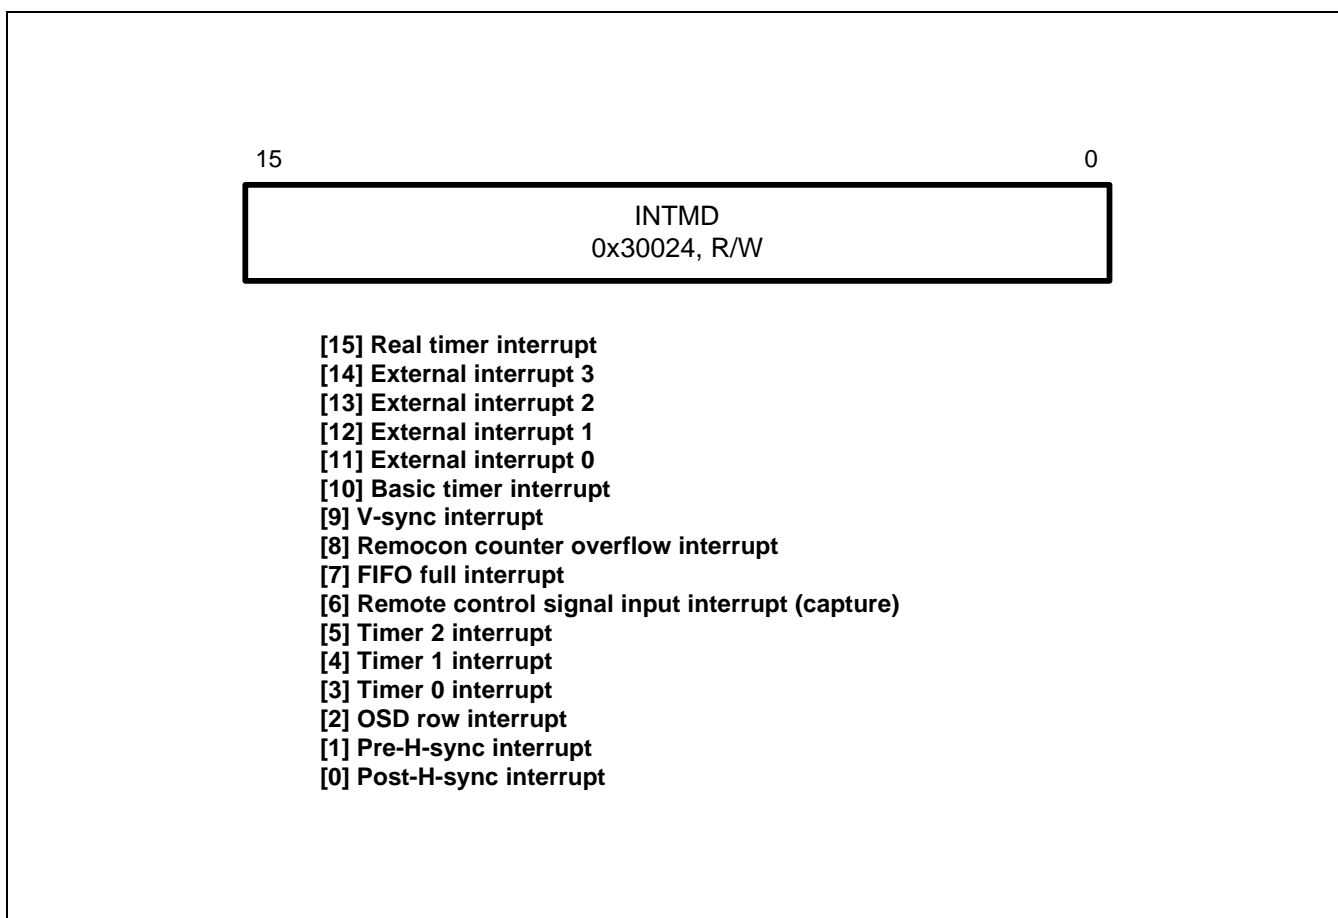 15 0
INTMD
0x30024, R/W
[15] Real timer interrupt
[14] External interrupt 3
[13] External interrupt 2
[12] External interrupt 1
[11] External interrupt 0
[10] Basic timer interrupt
[9] V-sync interrupt
[8] Remocon counter overflow interrupt
[7] FIFO full interrupt
[6] Remote control signal input interrupt (capture)
[5] Timer 2 interrupt
[4] Timer 1 interrupt
[3] Timer 0 interrupt
[2] OSD row interrupt
[1] Pre-H-sync interrupt
[0] Post-H-sync interrupt